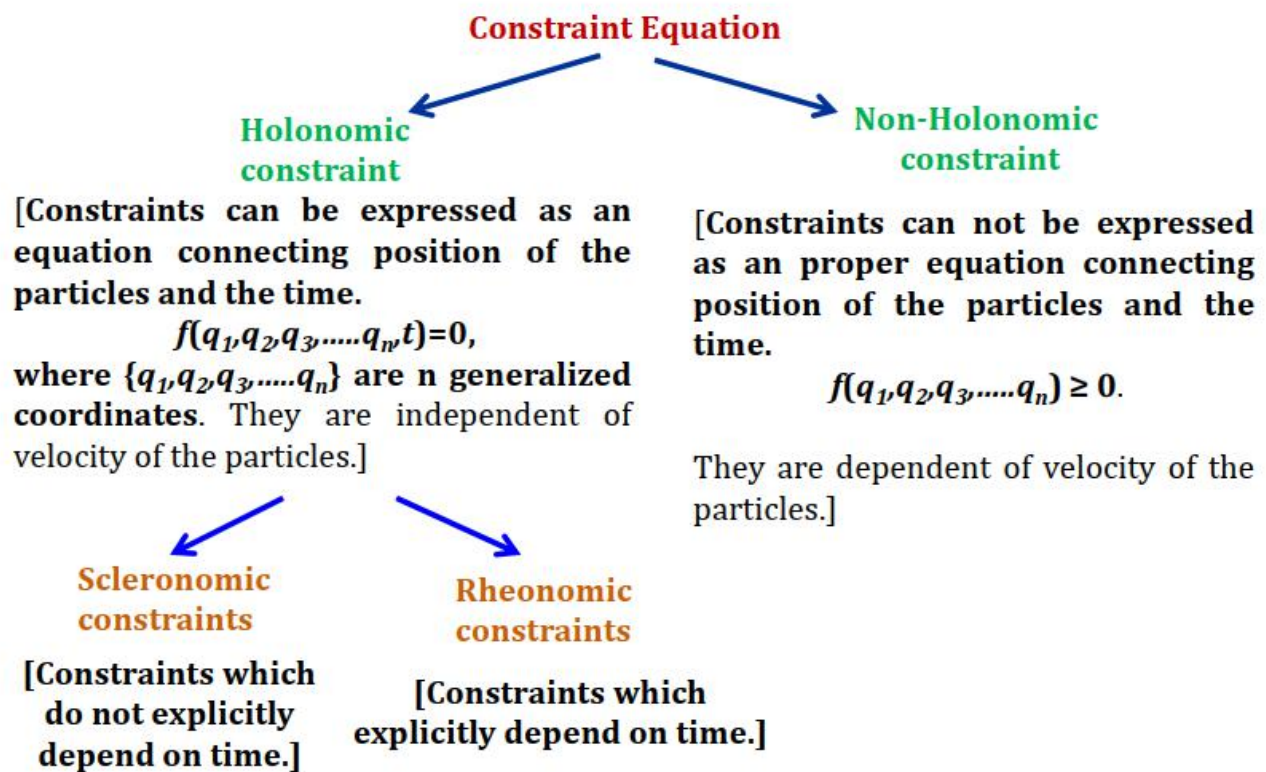 Constraint Equation
Holonomic
constraint
[Constraints can be expressed as an
equation connecting position of the
particles and the time.
f(q₁,q₂,q₃,.....qₙ,t)=0,
where {q₁,q₂,q₃,.....qₙ} are n generalized
coordinates. They are independent of
velocity of the particles.]
Non-Holonomic
constraint
[Constraints can not be expressed
as an proper equation connecting
position of the particles and the
time.
f(q₁,q₂,q₃,.....qₙ) ≥ 0.
They are dependent of velocity of the
particles.]
Scleronomic
constraints
[Constraints which
do not explicitly
depend on time.]
Rheonomic
constraints
[Constraints which
explicitly depend on time.]